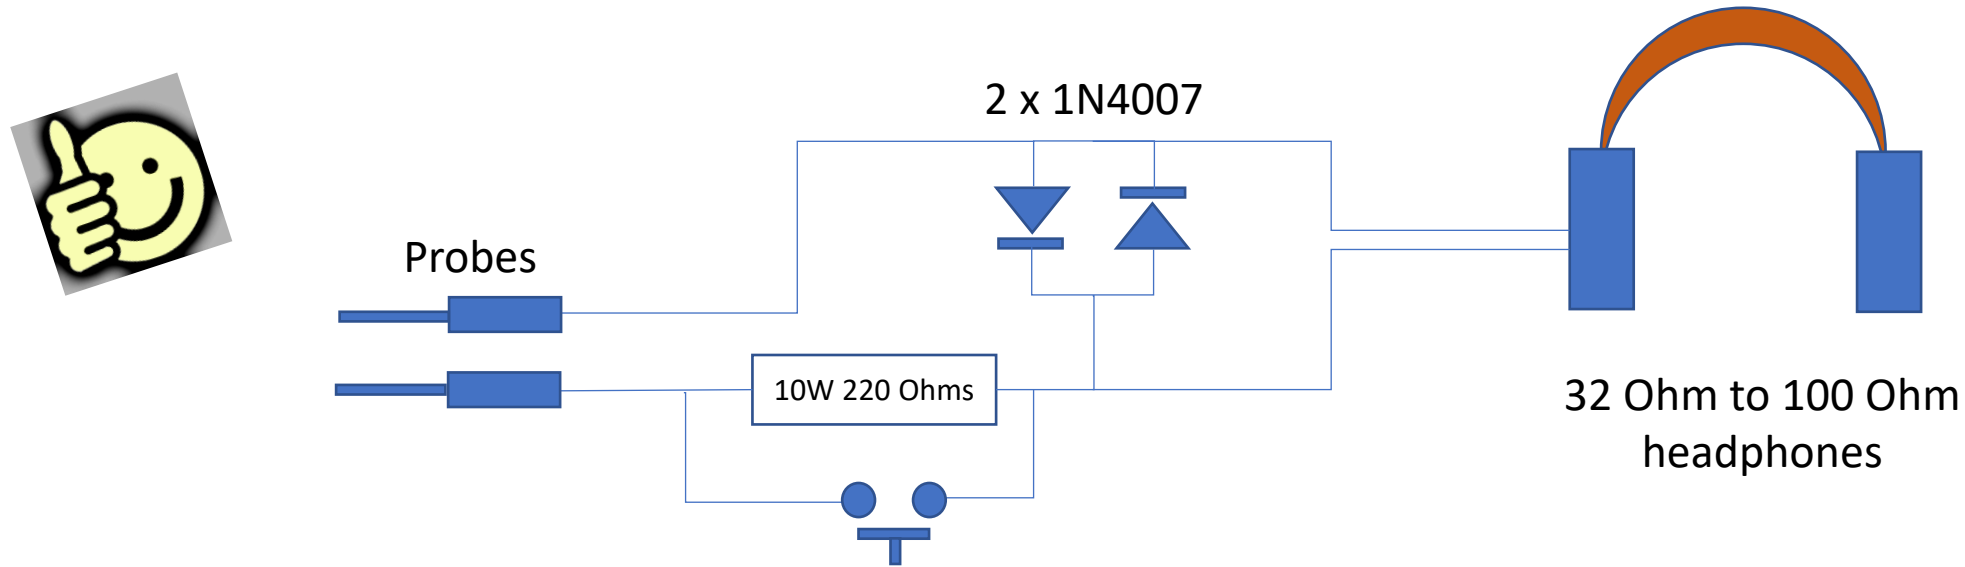 2 x 1N4007
Probes
10W 220 Ohms
32 Ohm to 100 Ohm
headphones